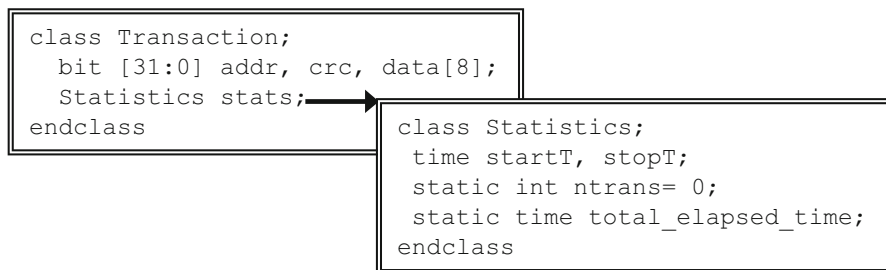 class Transaction;
bit [31:0] addr, crc, data[8];
Statistics stats;
endclass
class Statistics;
time startT, stopT;
static int ntrans= 0;
static time total_elapsed_time;
endclass